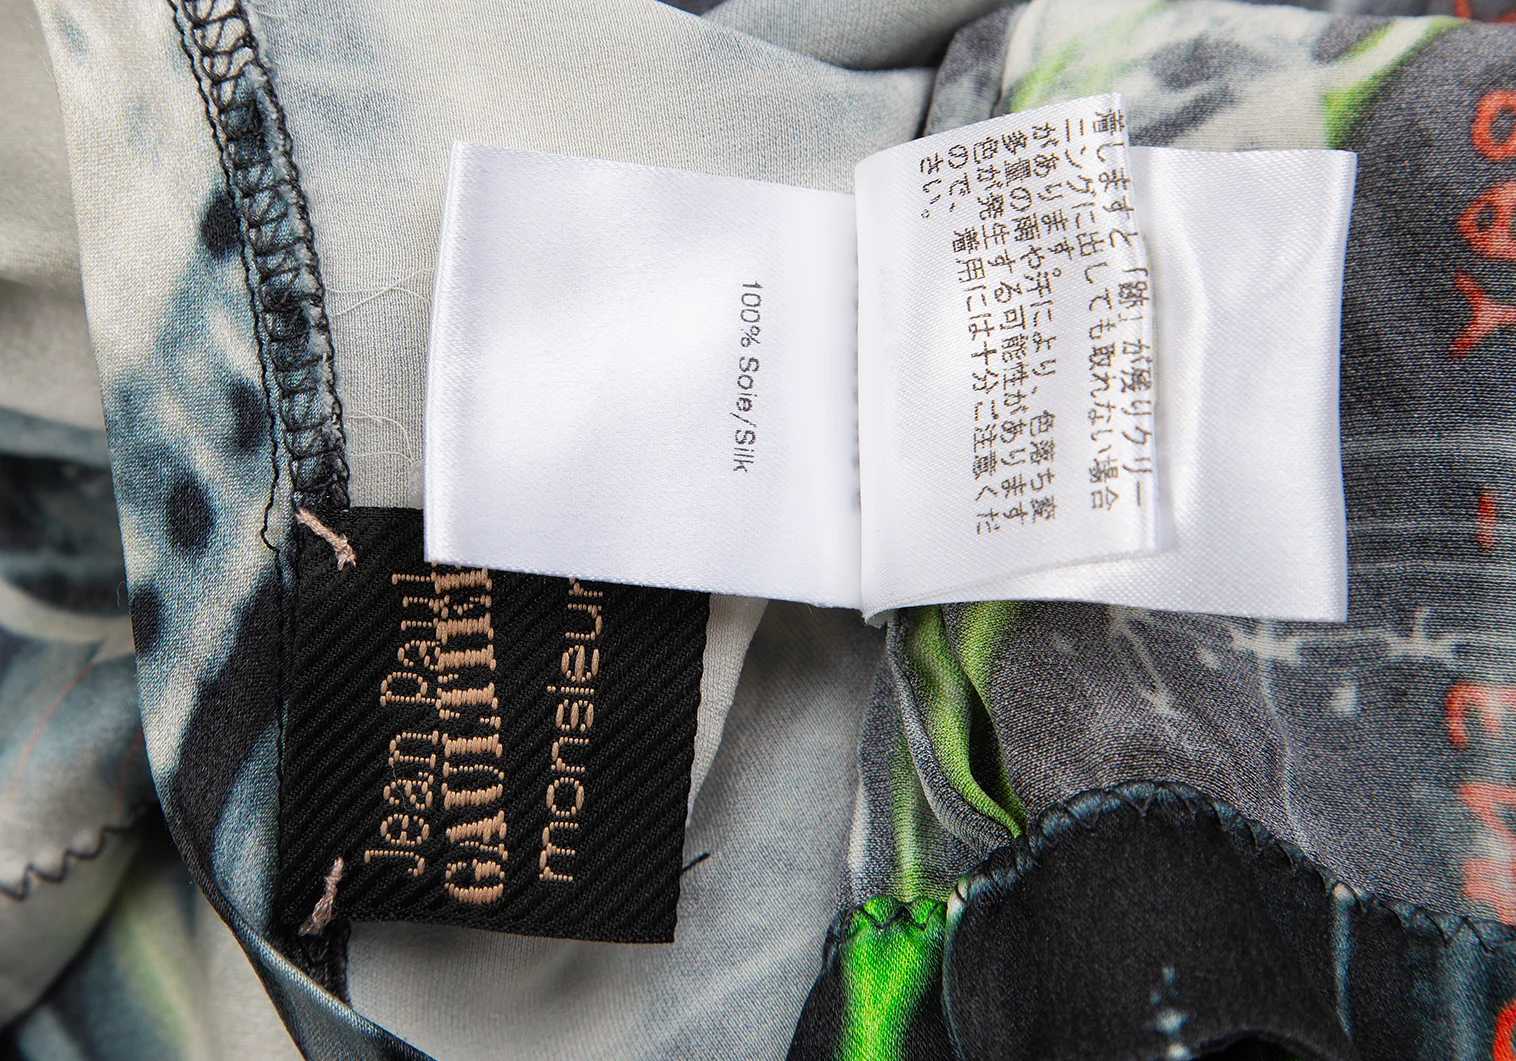 Jean Paul
GAULTIER
monsieur
100% Soie/Silk
着しますと「皺」が残りクリー
ニングに出しても取れない場合
があります。
多量の雨や汗により、色落ち変
色が発生する可能性があります
ので、着用には十分ご注意くだ
さい。